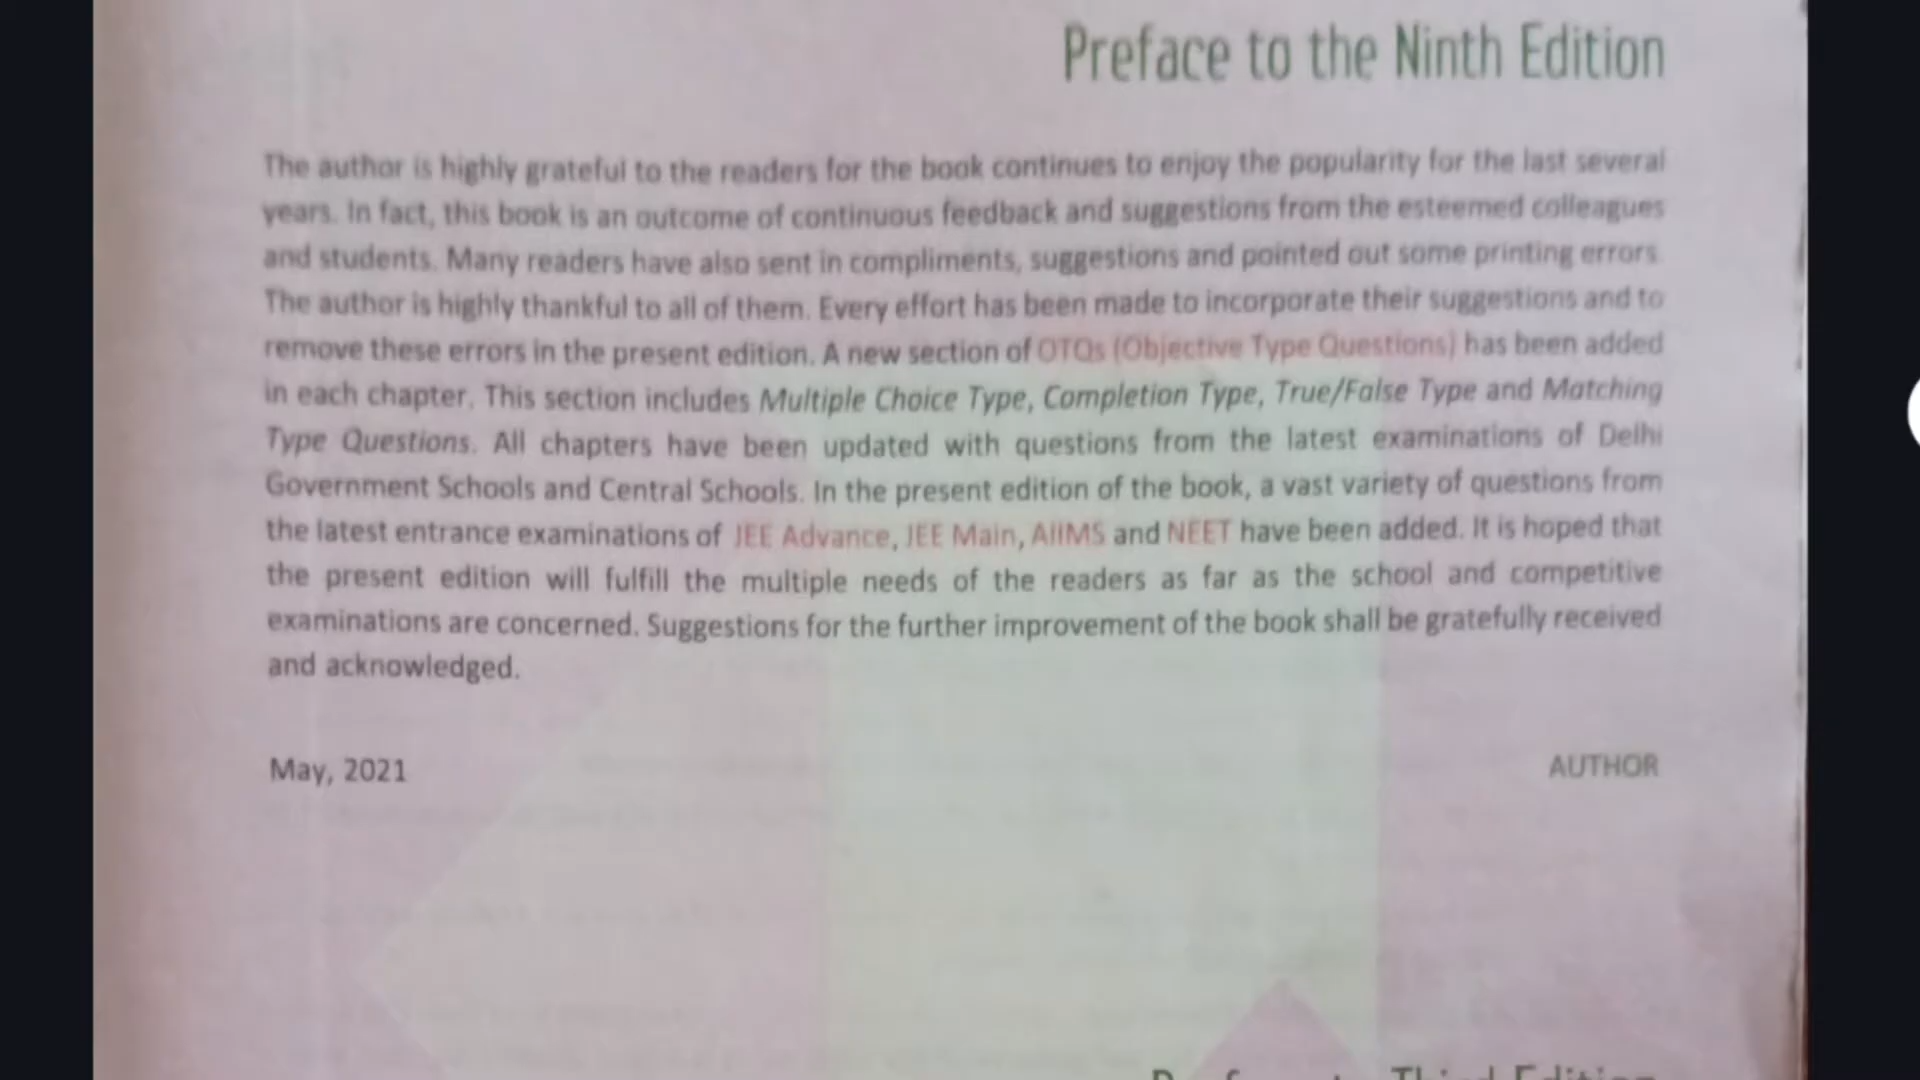 Preface to the Ninth Edition
The author is highly grateful to the readers for the book continues to enjoy the popularity for the last several
years. In fact, this book is an outcome of continuous feedback and suggestions from the esteemed colleagues
and students. Many readers have also sent in compliments, suggestions and pointed out some printing errors.
The author is highly thankful to all of them. Every effort has been made to incorporate their suggestions and to
remove these errors in the present edition. A new section of OTQs (Objective Type Questions) has been added
in each chapter. This section includes Multiple Choice Type, Completion Type, True/False Type and Matching
Type Questions. All chapters have been updated with questions from the latest examinations of Delhi
Government Schools and Central Schools. In the present edition of the book, a vast variety of questions from
the latest entrance examinations of JEE Advance, JEE Main, AIIMS and NEET have been added. It is hoped that
the present edition will fulfill the multiple needs of the readers as far as the school and competitive
examinations are concerned. Suggestions for the further improvement of the book shall be gratefully received
and acknowledged.
May, 2021 AUTHOR
Third Edition